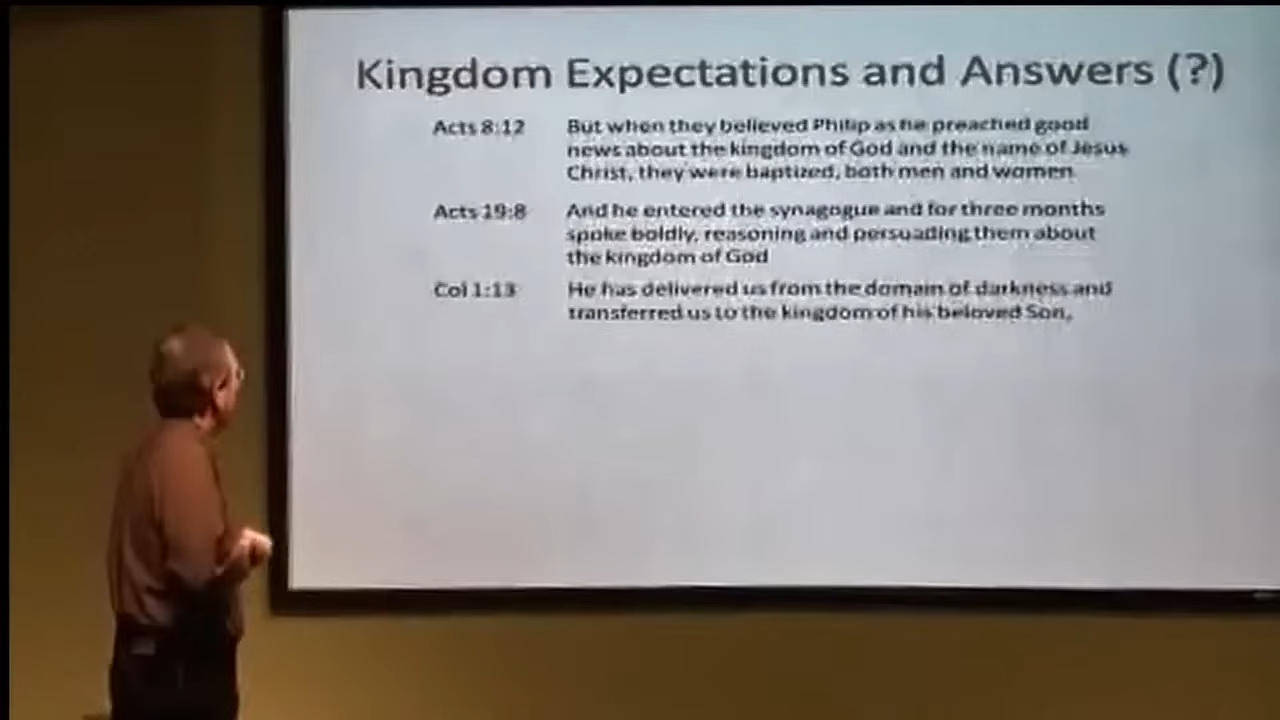 Kingdom Expectations and Answers (?)
Acts 8:12 But when they believed Philip as he preached good
news about the kingdom of God and the name of Jesus
Christ, they were baptized, both men and women
Acts 19:8 And he entered the synagogue and for three months
spoke boldly, reasoning and persuading them about
the kingdom of God
Col 1:13 He has delivered us from the domain of darkness and
transferred us to the kingdom of his beloved Son,